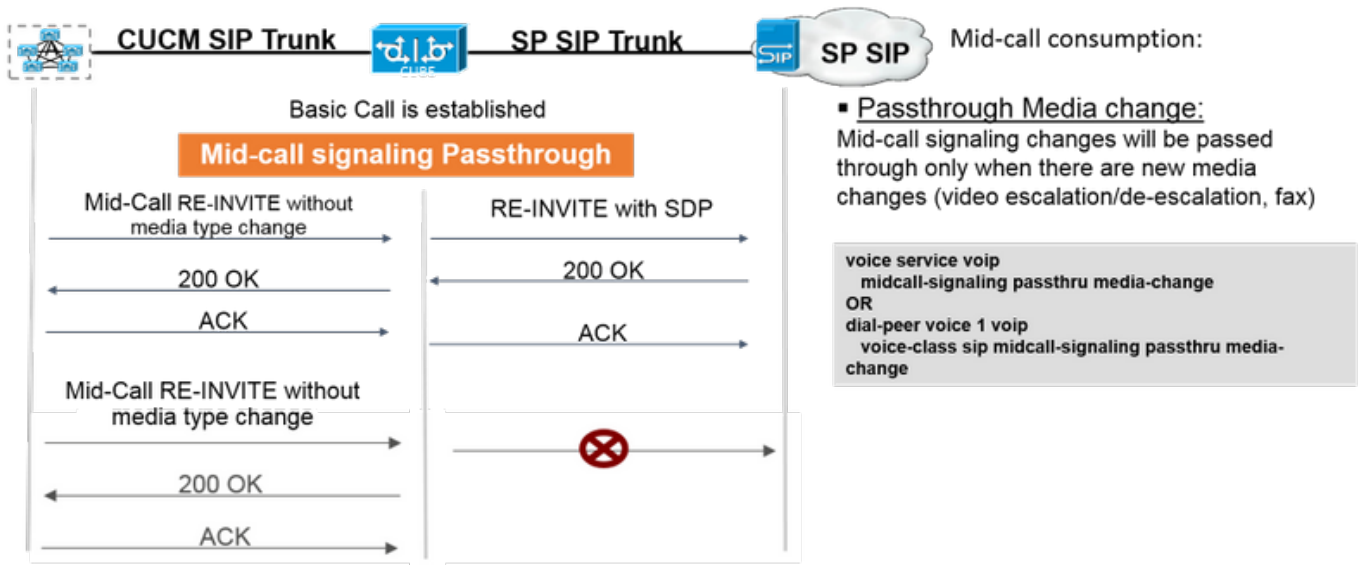 CUCM SIP Trunk
SP SIP Trunk
CUBE
SIP
SP SIP
Mid-call consumption:
Basic Call is established
Mid-call signaling Passthrough
Mid-Call RE-INVITE without
media type change
RE-INVITE with SDP
200 OK
200 OK
ACK
ACK
Mid-Call RE-INVITE without
media type change
200 OK
ACK
▪ Passthrough Media change:
Mid-call signaling changes will be passed
through only when there are new media
changes (video escalation/de-escalation, fax)
voice service voip
midcall-signaling passthru media-change
OR
dial-peer voice 1 voip
voice-class sip midcall-signaling passthru media-
change